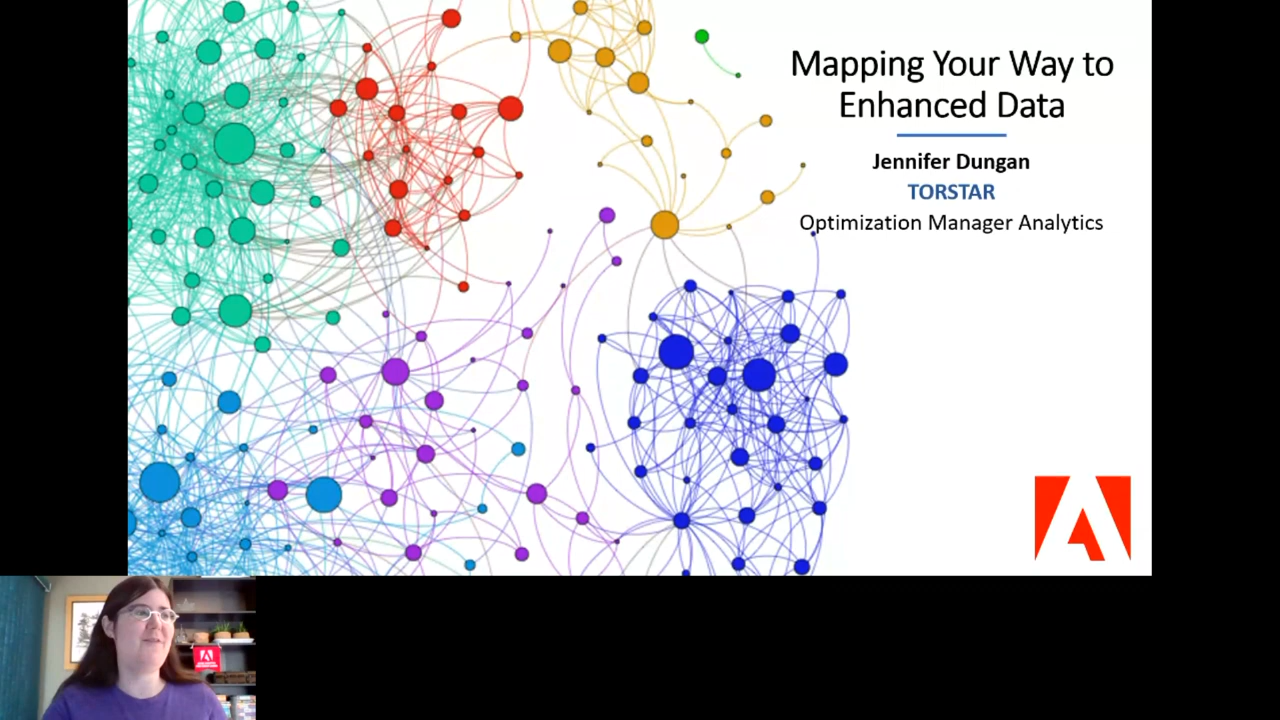 Mapping Your Way to
Enhanced Data
Jennifer Dungan
TORSTAR
Optimization Manager Analytics